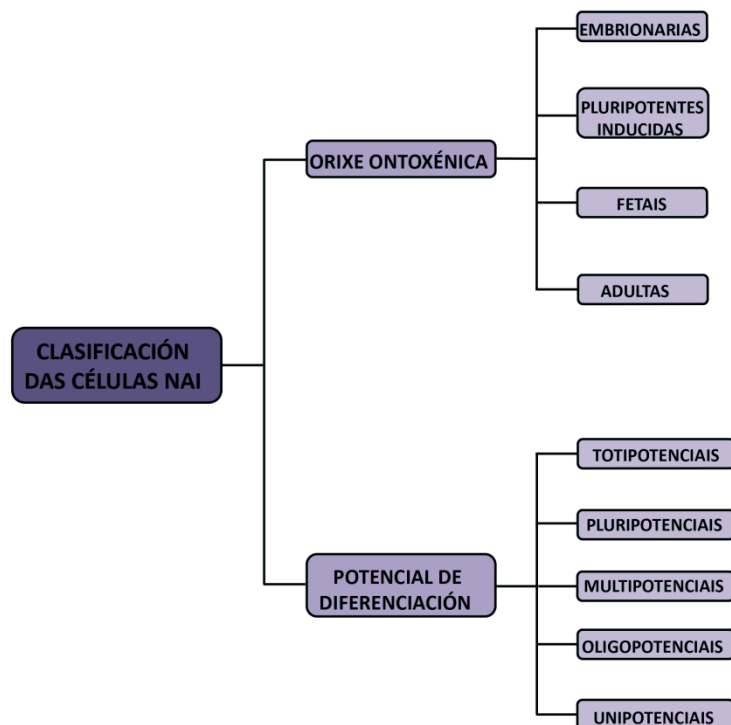 CLASIFICACIÓN
DAS CÉLULAS NAI
ORIXE ONTOXÉNICA
EMBRIONARIAS
PLURIPOTENTES
INDUCIDAS
FETAIS
ADULTAS
POTENCIAL DE
DIFERENCIACIÓN
TOTIPOTENCIAIS
PLURIPOTENCIAIS
MULTIPOTENCIAIS
OLIGOPOTENCIAIS
UNIPOTENCIAIS